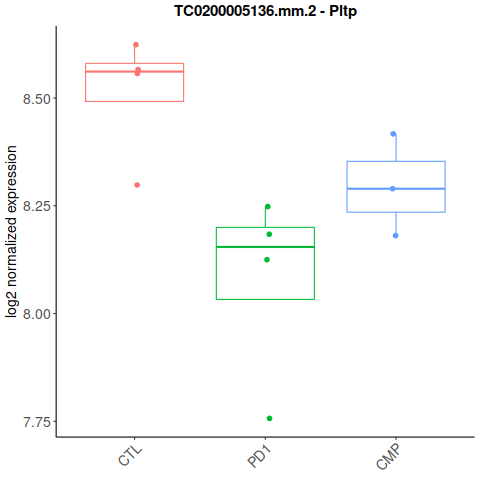 TC0200005136.mm.2 - Pltp
log2 normalized expression
8.50
8.25
8.00
7.75
CTL
PD1
CMP